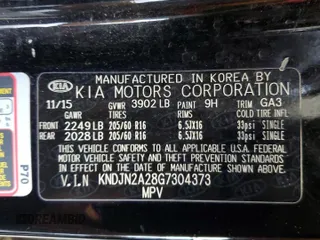 MANUFACTURED IN KOREA BY
KIA KIA MOTORS CORPORATION
11/15 GVWR 3902 LB PAINT 9H TRIM GA3
COLD TIRE INFL
FRONT 2249 LB 205/60 R16 6.5JX16 33psi SINGLE
REAR 2028 LB 205/60 R16 6.5JX16 33psi SINGLE
THIS VEHICLE CONFORMS TO ALL APPLICABLE
U.S. FEDERAL MOTOR VEHICLE SAFETY AND
THEFT PREVENTION STANDARDS IN EFFECT ON
THE DATE OF MANUFACTURE SHOWN ABOVE.
V.I.N KNDJN2A28G7304373
MPV
P70